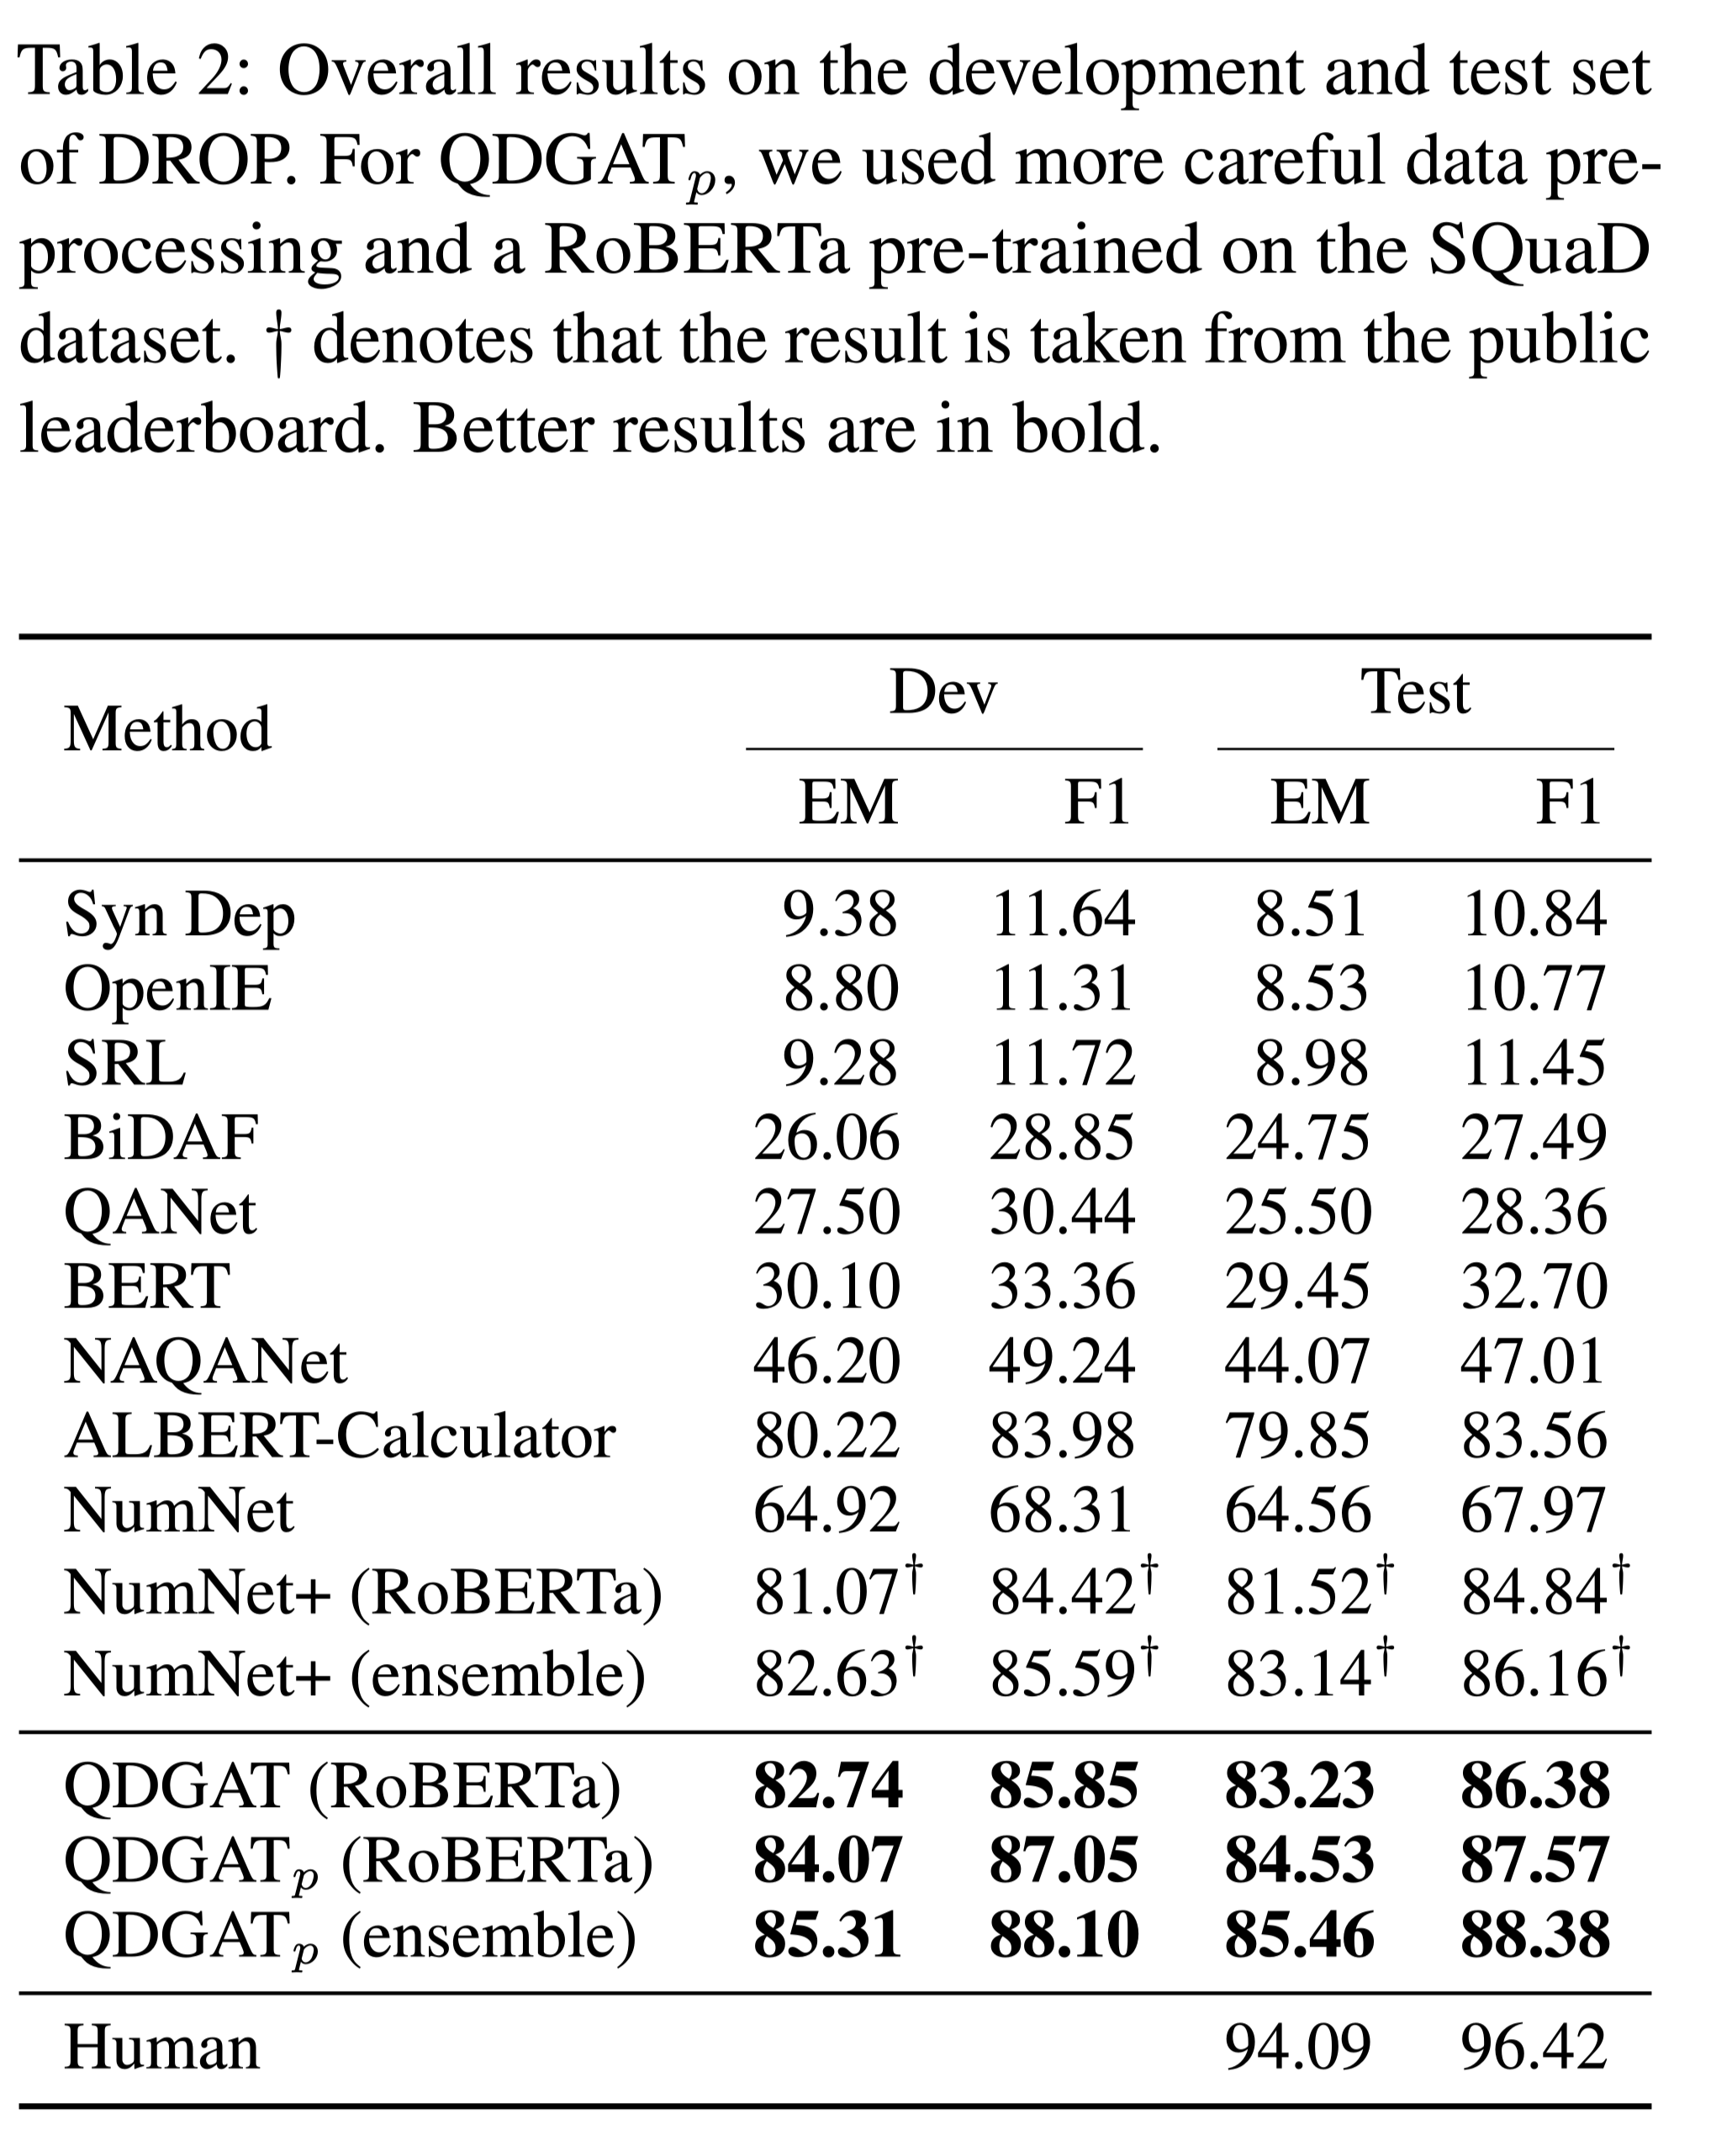 Table 2: Overall results on the development and test set
of DROP. For QDGATp, we used more careful data pre-
processing and a RoBERTa pre-trained on the SQuaD
dataset. † denotes that the result is taken from the public
leaderboard. Better results are in bold.
Method Dev Test
EM F1 EM F1
Syn Dep 9.38 11.64 8.51 10.84
OpenIE 8.80 11.31 8.53 10.77
SRL 9.28 11.72 8.98 11.45
BiDAF 26.06 28.85 24.75 27.49
QANet 27.50 30.44 25.50 28.36
BERT 30.10 33.36 29.45 32.70
NAQANet 46.20 49.24 44.07 47.01
ALBERT-Calculator 80.22 83.98 79.85 83.56
NumNet 64.92 68.31 64.56 67.97
NumNet+ (RoBERTa) 81.07† 84.42† 81.52† 84.84†
NumNet+ (ensemble) 82.63† 85.59† 83.14† 86.16†
QDGAT (RoBERTa) 82.74 85.85 83.23 86.38
QDGATp (RoBERTa) 84.07 87.05 84.53 87.57
QDGATp (ensemble) 85.31 88.10 85.46 88.38
Human 94.09 96.42